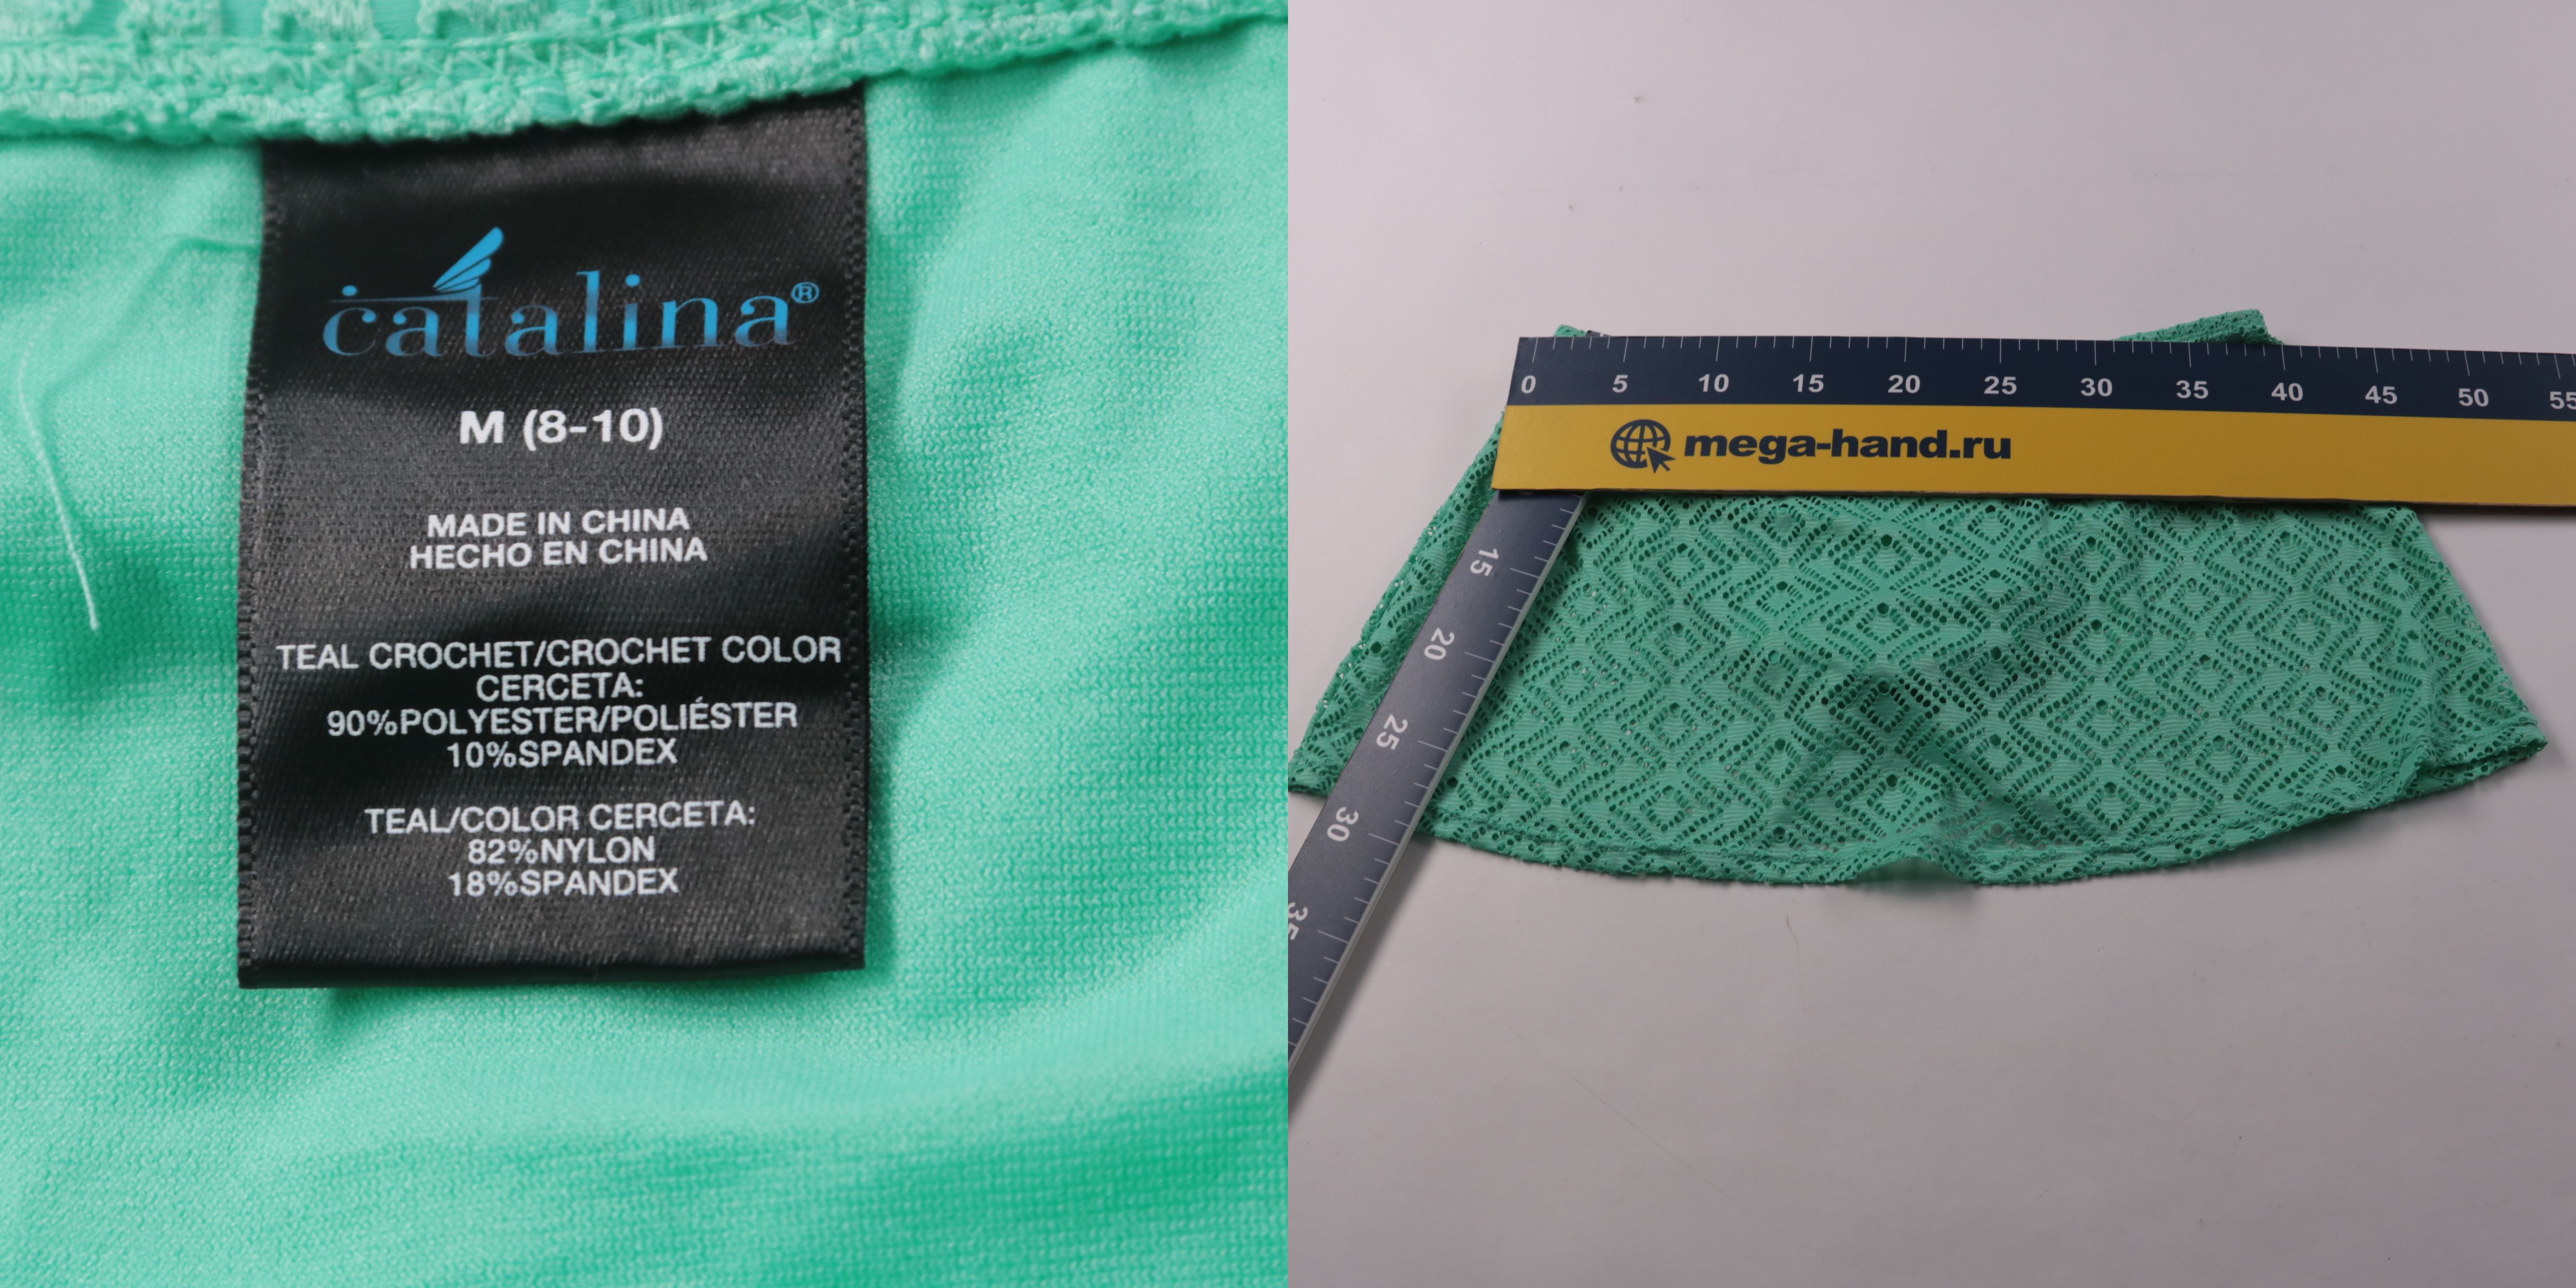 catalina®
M (8-10)
MADE IN CHINA
HECHO EN CHINA
TEAL CROCHET/CROCHET COLOR
CERCETA:
90%POLYESTER/POLIÉSTER
10%SPANDEX
TEAL/COLOR CERCETA:
82%NYLON
18%SPANDEX
0 5 10 15 20 25 30 35 40 45 50 55
mega-hand.ru
15
20
25
30
35